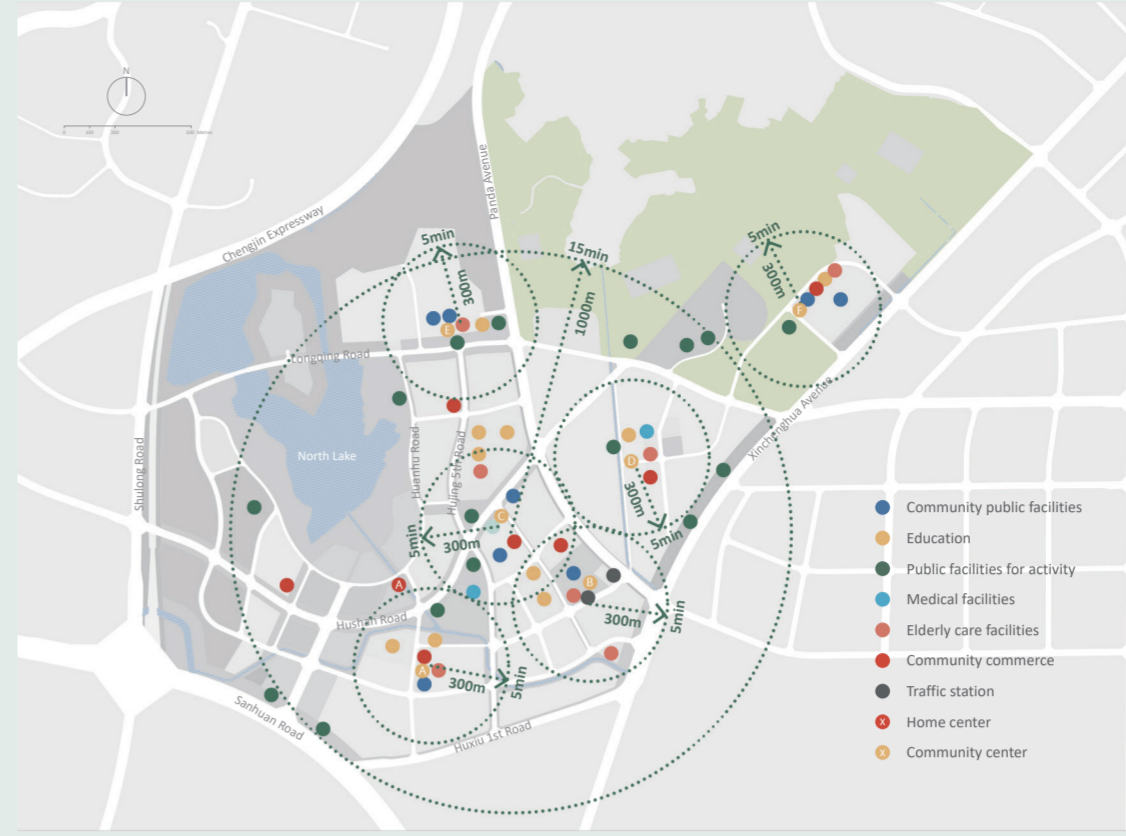 N
Chengjin Expressway
Panda Avenue
5min
300m
15min
1000m
5min
300m
E
F
Longqing Road
Xinchenghua Avenue
Shulong Road
North Lake
Huanhu Road
Hujing 5th Road
D
300m
5min
C
300m
5min
A
B
300m
5min
Hushan Road
A
300m
5min
Sanhuan Road
Huxiu 1st Road
Community public facilities
Education
Public facilities for activity
Medical facilities
Elderly care facilities
Community commerce
Traffic station
X Home center
X Community center